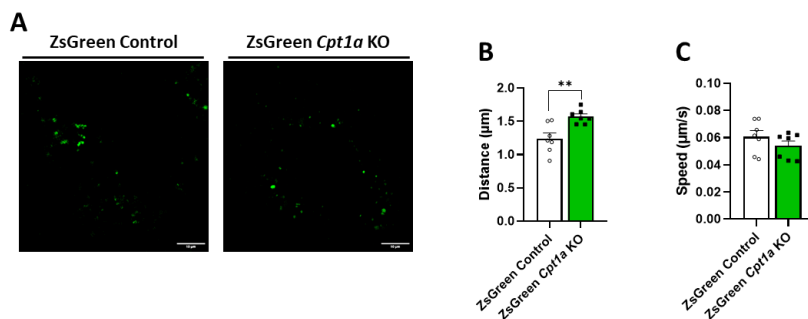 A
ZsGreen Control
ZsGreen Cpt1a KO
B
Distance (µm)
2.0
1.5
1.0
0.5
0.0
**
ZsGreen Control
ZsGreen Cpt1a KO
C
Speed (µm/s)
0.10
0.08
0.06
0.04
0.02
0.00
ZsGreen Control
ZsGreen Cpt1a KO